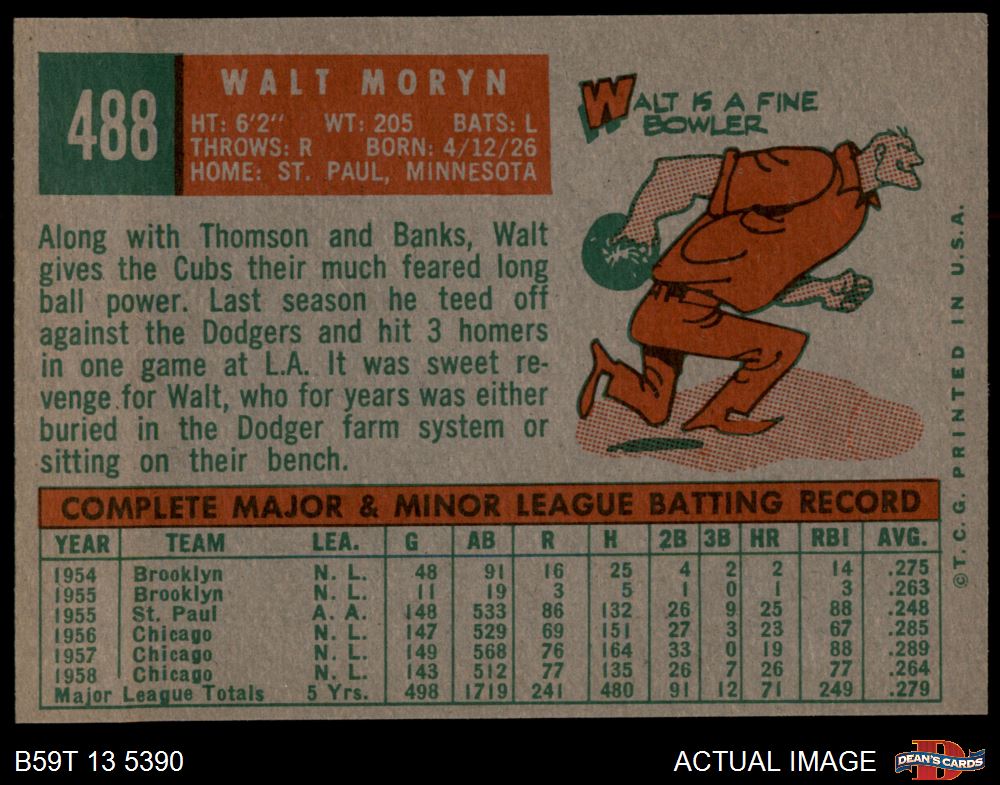 488
WALT MORYN
HT: 6'2" WT: 205 BATS: L
THROWS: R BORN: 4/12/26
HOME: ST. PAUL, MINNESOTA
Along with Thomson and Banks, Walt
gives the Cubs their much feared long
ball power. Last season he teed off
against the Dodgers and hit 3 homers
in one game at L.A. It was sweet re-
venge for Walt, who for years was either
buried in the Dodger farm system or
sitting on their bench.
WALT IS A FINE
BOWLER
©T. C. G. PRINTED IN U.S.A.
COMPLETE MAJOR & MINOR LEAGUE BATTING RECORD
YEAR TEAM LEA. G AB R H 2B 3B HR RBI AVG.
1954 Brooklyn N. L. 48 91 16 25 4 2 2 14 .275
1955 Brooklyn N. L. 11 19 3 5 1 0 1 3 .263
1955 St. Paul A. A. 148 533 86 132 26 9 25 88 .248
1956 Chicago N. L. 147 529 69 151 27 3 23 67 .285
1957 Chicago N. L. 149 568 76 164 33 0 19 88 .289
1958 Chicago N. L. 143 512 77 135 26 7 26 77 .264
Major League Totals 5 Yrs. 498 1719 241 480 91 12 71 249 .279
B59T 13 5390
ACTUAL IMAGE
DEAN'S CARDS